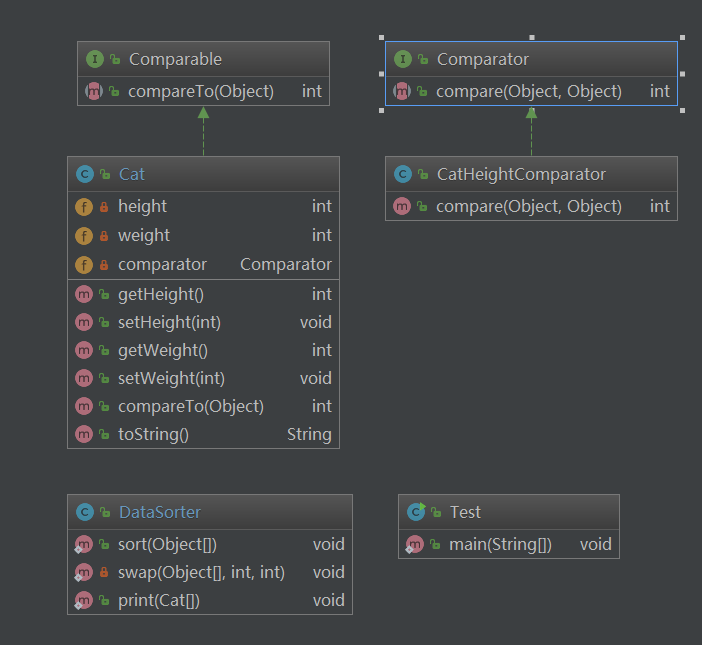 Comparable
compareTo(Object) int
Comparator
compare(Object, Object) int
Cat
height int
weight int
comparator Comparator
getHeight() int
setHeight(int) void
getWeight() int
setWeight(int) void
compareTo(Object) int
toString() String
CatHeightComparator
compare(Object, Object) int
DataSorter
sort(Object[]) void
swap(Object[], int, int) void
print(Cat[]) void
Test
main(String[]) void